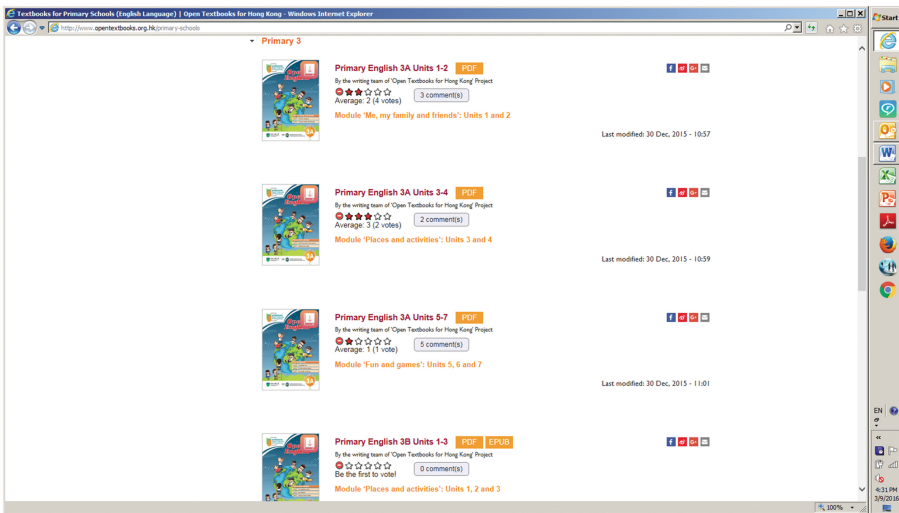 Textbooks for Primary Schools (English Language) | Open Textbooks for Hong Kong - Windows Internet Explorer
Start
http://www.opentextbooks.org.hk/primary-schools
Primary 3
Primary English 3A Units 1-2 PDF
By the writing team of 'Open Textbooks for Hong Kong' Project
Average: 2 (4 votes) 3 comment(s)
Module 'Me, my family and friends': Units 1 and 2
Last modified: 30 Dec, 2015 - 10:57
Primary English 3A Units 3-4 PDF
By the writing team of 'Open Textbooks for Hong Kong' Project
Average: 3 (2 votes) 2 comment(s)
Module 'Places and activities': Units 3 and 4
Last modified: 30 Dec, 2015 - 10:59
Primary English 3A Units 5-7 PDF
By the writing team of 'Open Textbooks for Hong Kong' Project
Average: 1 (1 vote) 5 comment(s)
Module 'Fun and games': Units 5, 6 and 7
Last modified: 30 Dec, 2015 - 11:01
Primary English 3B Units 1-3 PDF EPUB
By the writing team of 'Open Textbooks for Hong Kong' Project
Be the first to vote! 0 comment(s)
Module 'Places and activities': Units 1, 2 and 3
EN
4:31 PM
3/9/2016
100%